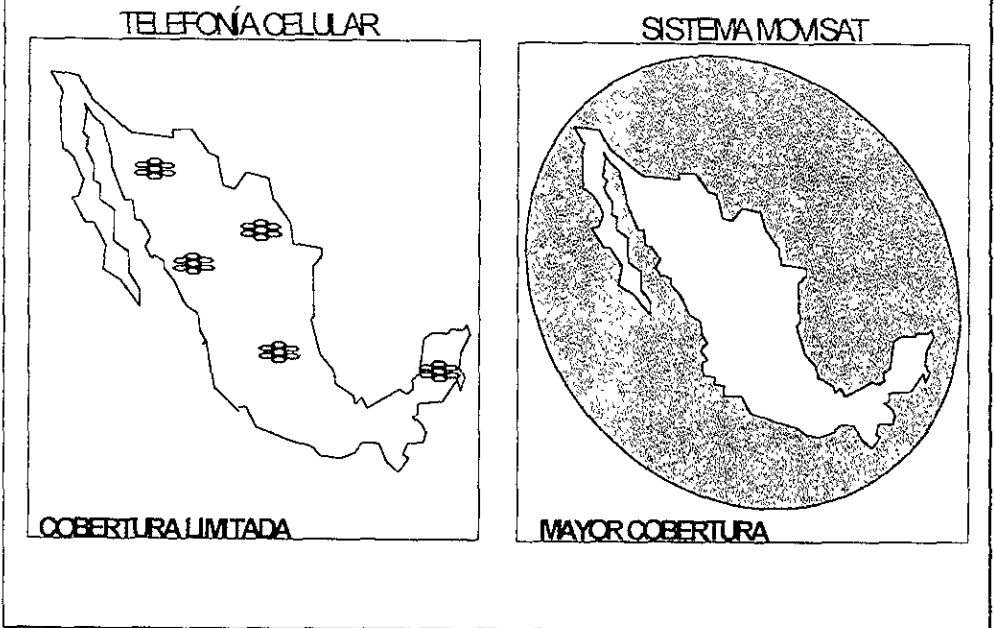 TELEFONÍA CELULAR
SISTEMA MOVISAT
COBERTURA LIMITADA
MAYOR COBERTURA